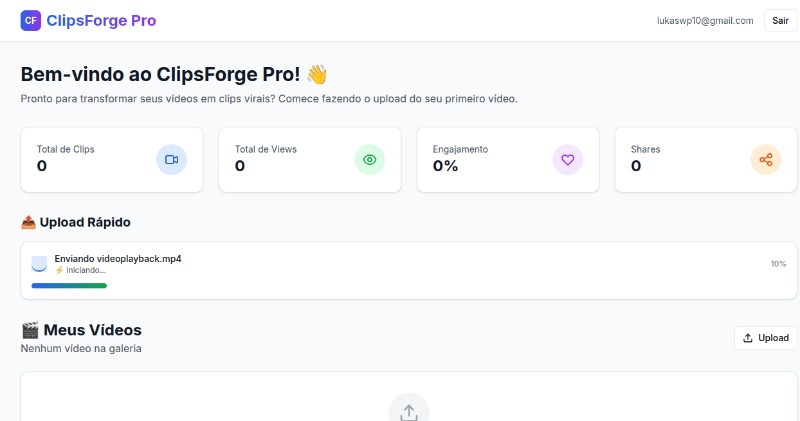 CF ClipsForge Pro
lukaswp10@gmail.com Sair
Bem-vindo ao ClipsForge Pro! 👋
Pronto para transformar seus vídeos em clips virais? Comece fazendo o upload do seu primeiro vídeo.
Total de Clips
0
Total de Views
0
Engajamento
0%
Shares
0
📤 Upload Rápido
Enviando videoplayback.mp4
⚡ Iniciando...
10%
🎬 Meus Vídeos
Nenhum vídeo na galeria
Upload